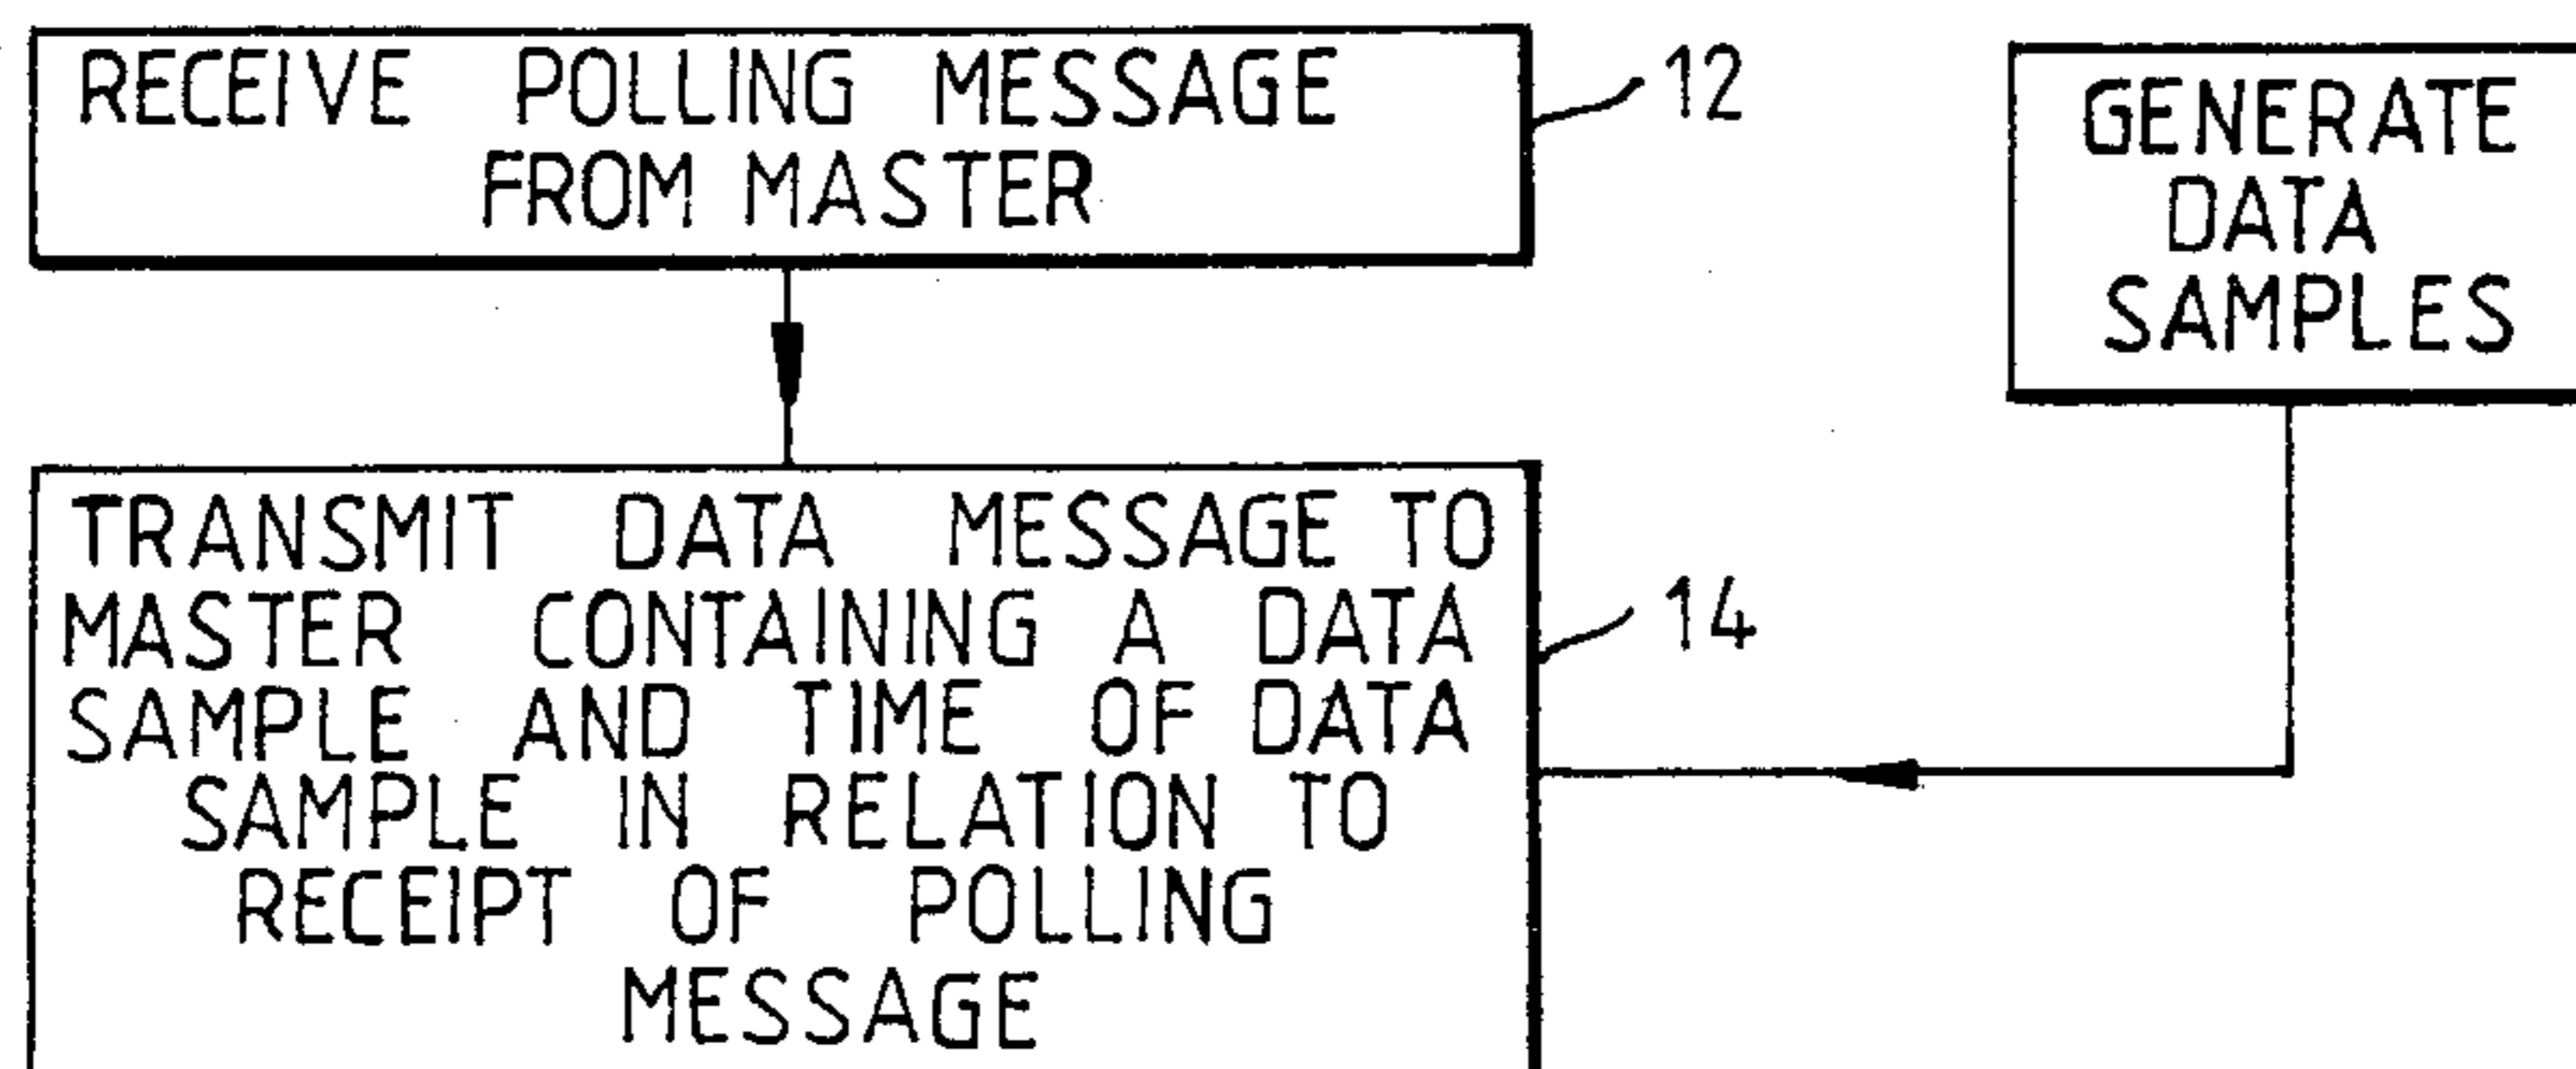 RECEIVE POLLING MESSAGE
FROM MASTER
12
GENERATE
DATA
SAMPLES
TRANSMIT DATA MESSAGE TO
MASTER CONTAINING A DATA
SAMPLE AND TIME OF DATA
SAMPLE IN RELATION TO
RECEIPT OF POLLING
MESSAGE
14